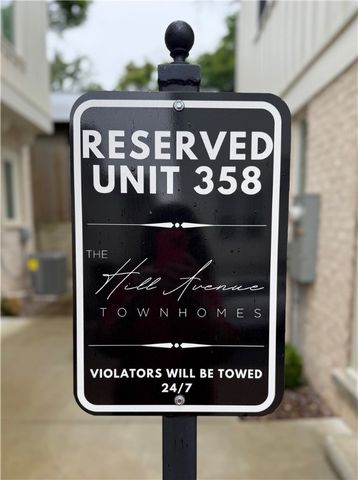 RESERVED
UNIT 358
THE
Hill Avenue
TOWNHOMES
VIOLATORS WILL BE TOWED
24/7